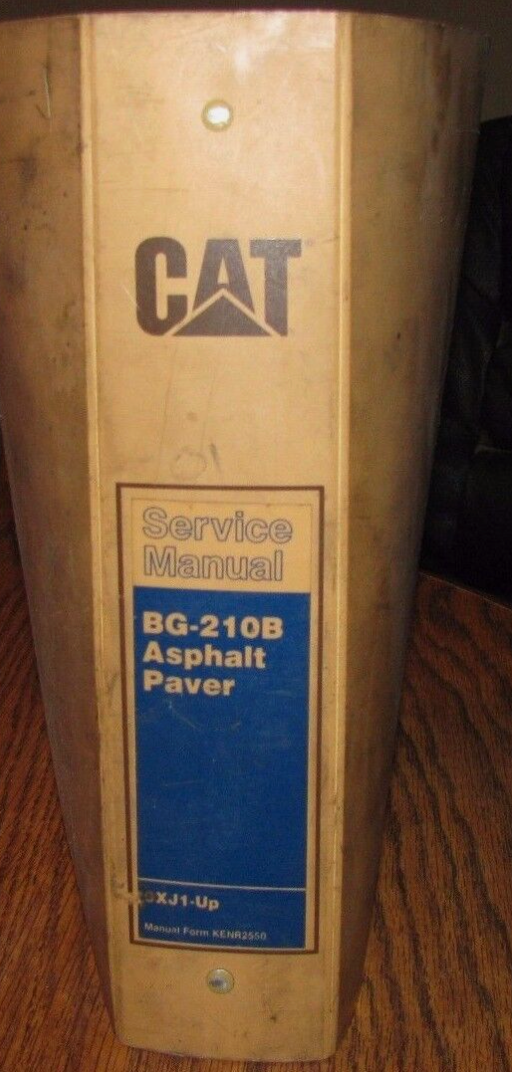 CAT
Service
Manual
BG-210B
Asphalt
Paver
Manual Form KENR2550